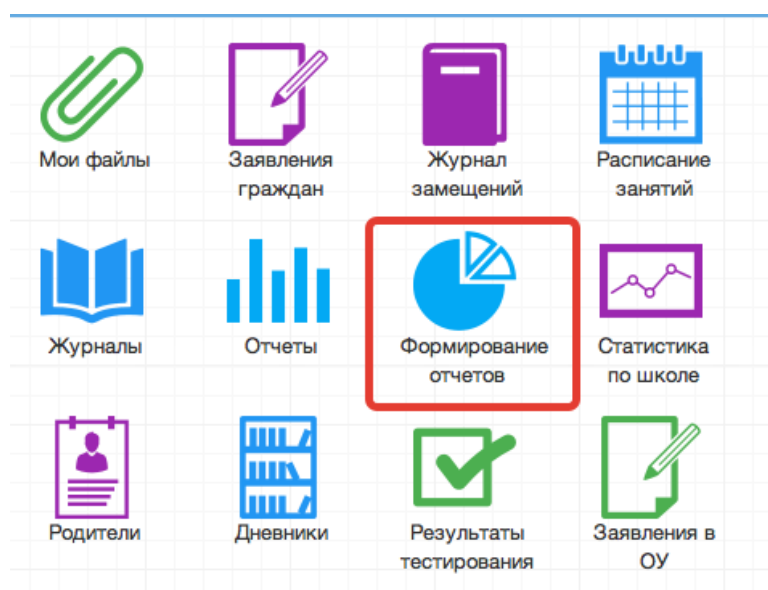 Мои файлы
Заявления
граждан
Журнал
замещений
Расписание
занятий
Журналы
Отчеты
Формирование
отчетов
Статистика
по школе
Родители
Дневники
Результаты
тестирования
Заявления в
ОУ